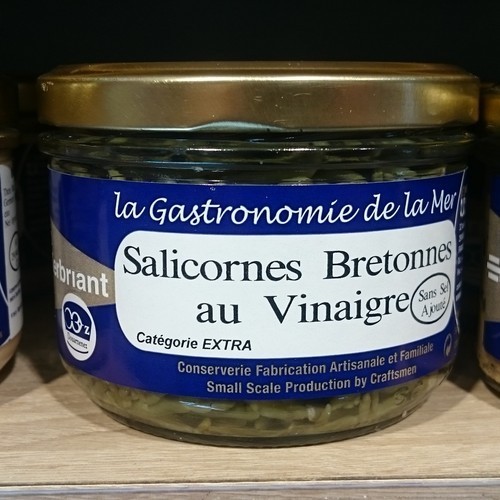 la Gastronomie de la Mer
Salicornes Bretonnes
au Vinaigre
Sans Sel
Ajouté
Catégorie EXTRA
Conserverie Fabrication Artisanale et Familiale
Small Scale Production by Craftsmen